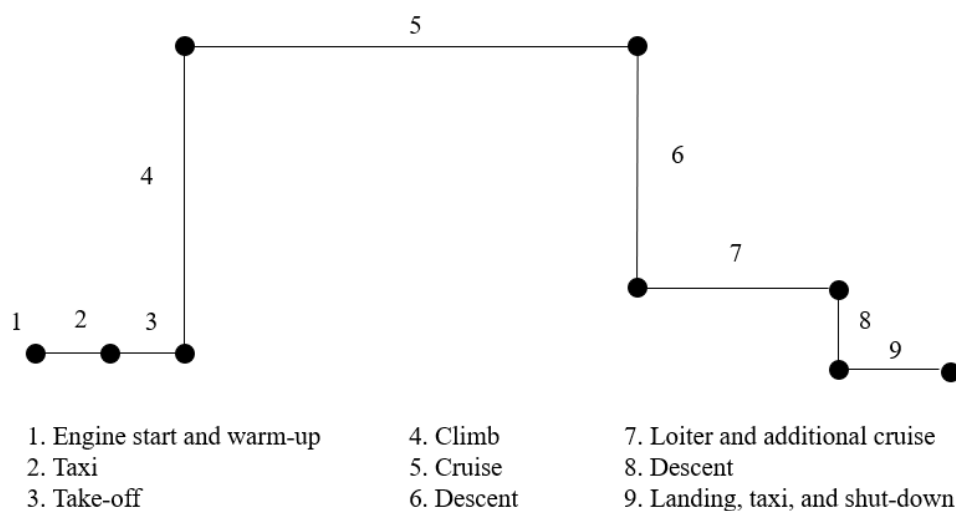 5
4
6
7
1
2
3
8
9
1. Engine start and warm-up
2. Taxi
3. Take-off
4. Climb
5. Cruise
6. Descent
7. Loiter and additional cruise
8. Descent
9. Landing, taxi, and shut-down